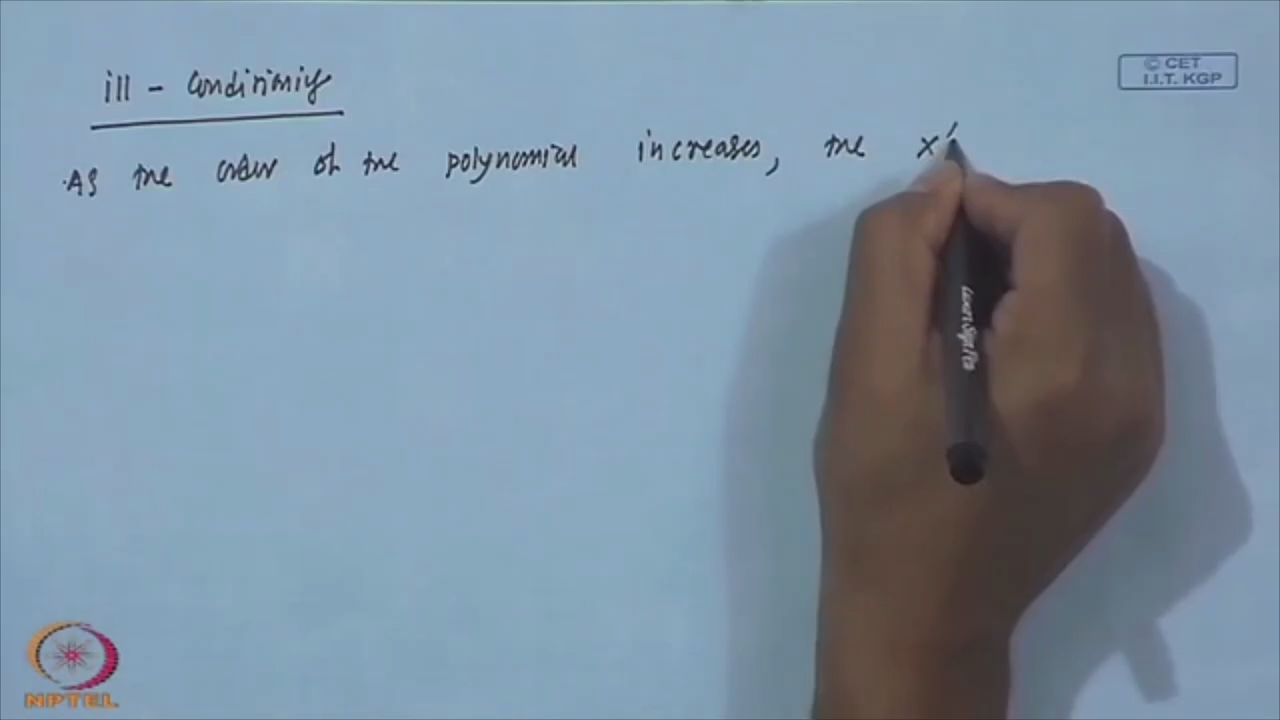 ill - Conditioning
As the order of the polynomial increases, the X'
© CET
I.I.T. KGP
NPTEL